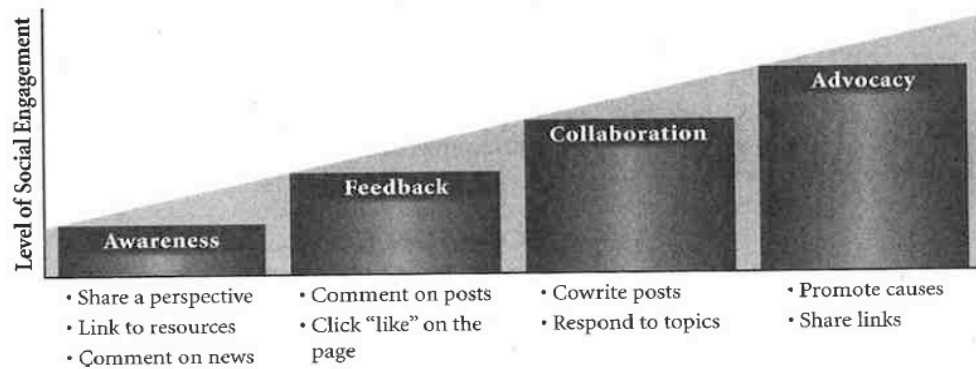 Level of Social Engagement
Awareness
Feedback
Collaboration
Advocacy
• Share a perspective
• Link to resources
• Comment on news
• Comment on posts
• Click “like” on the
page
• Cowrite posts
• Respond to topics
• Promote causes
• Share links